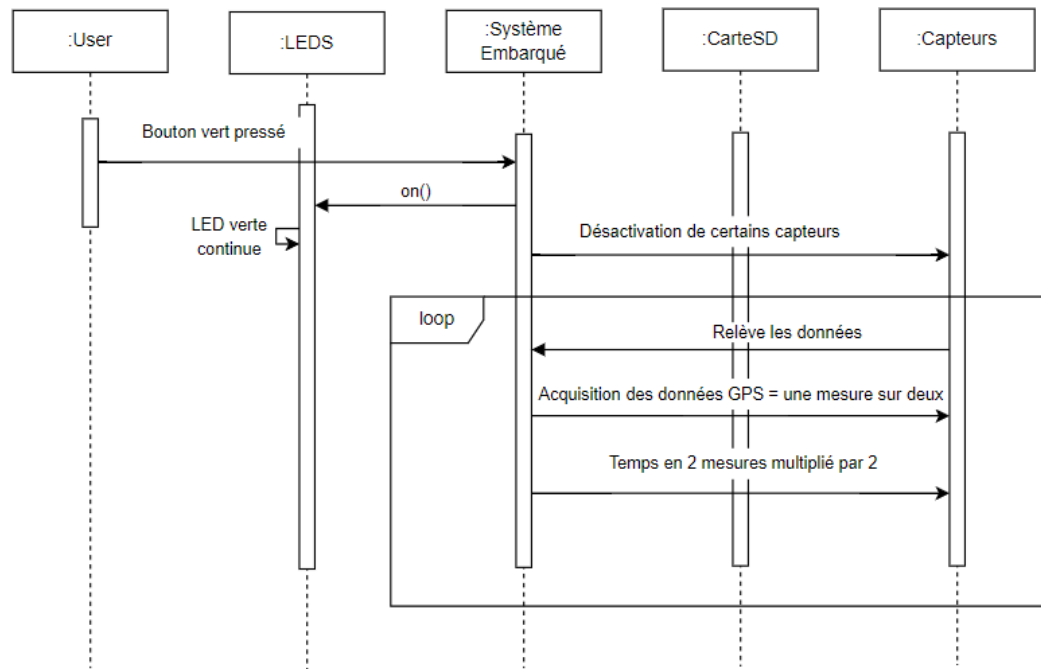 :User
:LEDS
:Système
Embarqué
:CarteSD
:Capteurs
Bouton vert pressé
on()
LED verte
continue
Désactivation de certains capteurs
loop
Relève les données
Acquisition des données GPS = une mesure sur deux
Temps en 2 mesures multiplié par 2